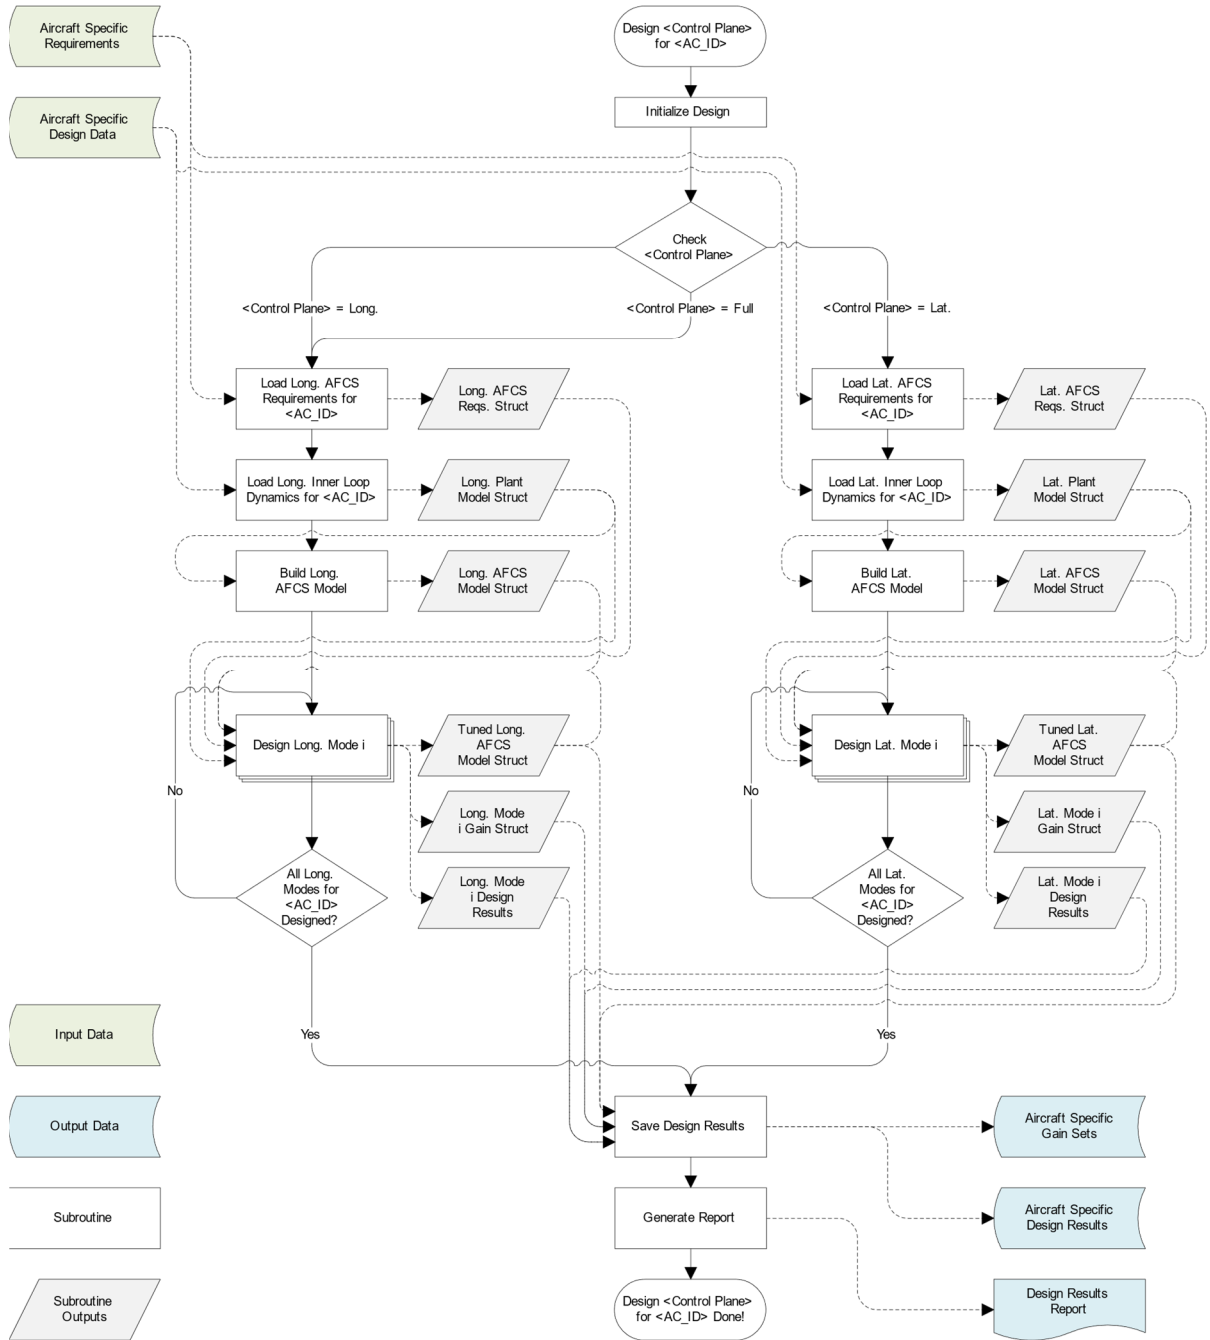 Aircraft Specific
Requirements
Design <Control Plane>
for <AC_ID>
Aircraft Specific
Design Data
Initialize Design
Check
<Control Plane>
<Control Plane> = Long.
<Control Plane> = Full
<Control Plane> = Lat.
Load Long. AFCS
Requirements for
<AC_ID>
Long. AFCS
Reqs. Struct
Load Lat. AFCS
Requirements for
<AC_ID>
Lat. AFCS
Reqs. Struct
Load Long. Inner Loop
Dynamics for <AC_ID>
Long. Plant
Model Struct
Load Lat. Inner Loop
Dynamics for <AC_ID>
Lat. Plant
Model Struct
Build Long.
AFCS Model
Long. AFCS
Model Struct
Build Lat.
AFCS Model
Lat. AFCS
Model Struct
Design Long. Mode i
Tuned Long.
AFCS
Model Struct
Design Lat. Mode i
Tuned Lat.
AFCS
Model Struct
No
Long. Mode
i Gain Struct
No
Lat. Mode i
Gain Struct
All Long.
Modes for
<AC_ID>
Designed?
Long. Mode
i Design
Results
All Lat.
Modes for
<AC_ID>
Designed?
Lat. Mode i
Design
Results
Input Data
Yes
Yes
Output Data
Save Design Results
Aircraft Specific
Gain Sets
Subroutine
Generate Report
Aircraft Specific
Design Results
Subroutine
Outputs
Design <Control Plane>
for <AC_ID> Done!
Design Results
Report